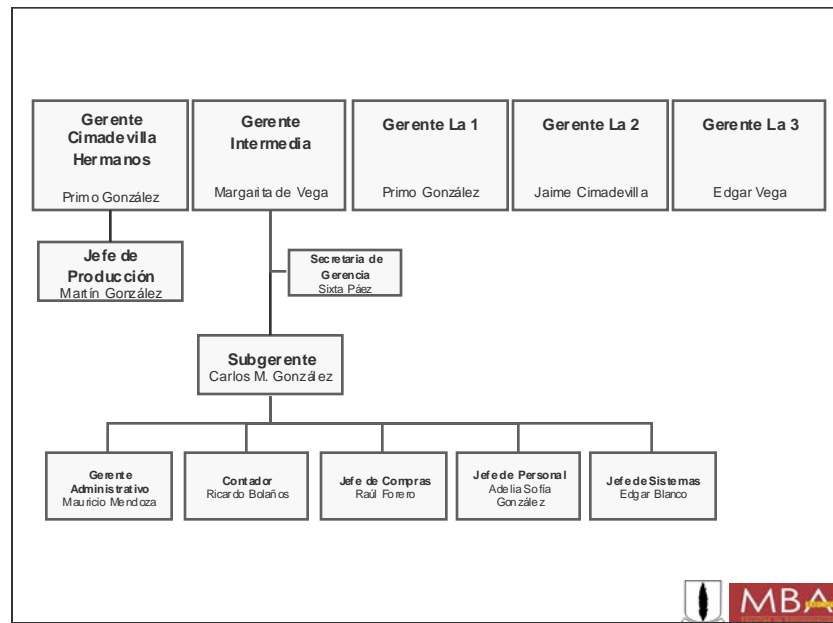 Gerente
Cimadevilla
Hermanos
Primo González
Gerente
Intermedia
Margarita de Vega
Gerente La 1
Primo González
Gerente La 2
Jaime Cimadevilla
Gerente La 3
Edgar Vega
Jefe de
Producción
Martín González
Secretaria de
Gerencia
Sixta Páez
Subgerente
Carlos M. González
Gerente
Administrativo
Mauricio Mendoza
Contador
Ricardo Bolaños
Jefe de Compras
Raúl Forero
Jefe de Personal
Adelia Sofía
González
Jefe de Sistemas
Edgar Blanco
MBA